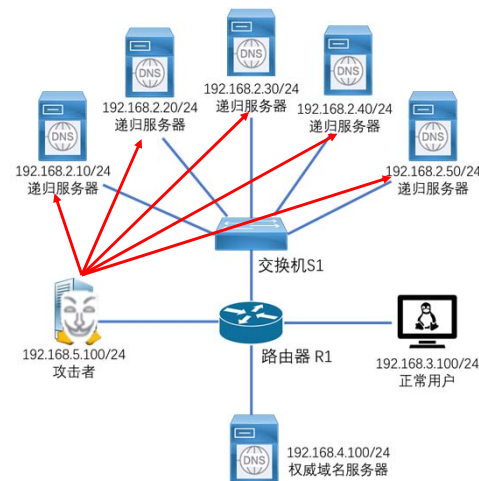 DNS
192.168.2.30/24
递归服务器
DNS
192.168.2.20/24
递归服务器
DNS
192.168.2.40/24
递归服务器
DNS
192.168.2.10/24
递归服务器
DNS
192.168.2.50/24
递归服务器
交换机S1
192.168.5.100/24
攻击者
路由器 R1
192.168.3.100/24
正常用户
DNS
192.168.4.100/24
权威域名服务器